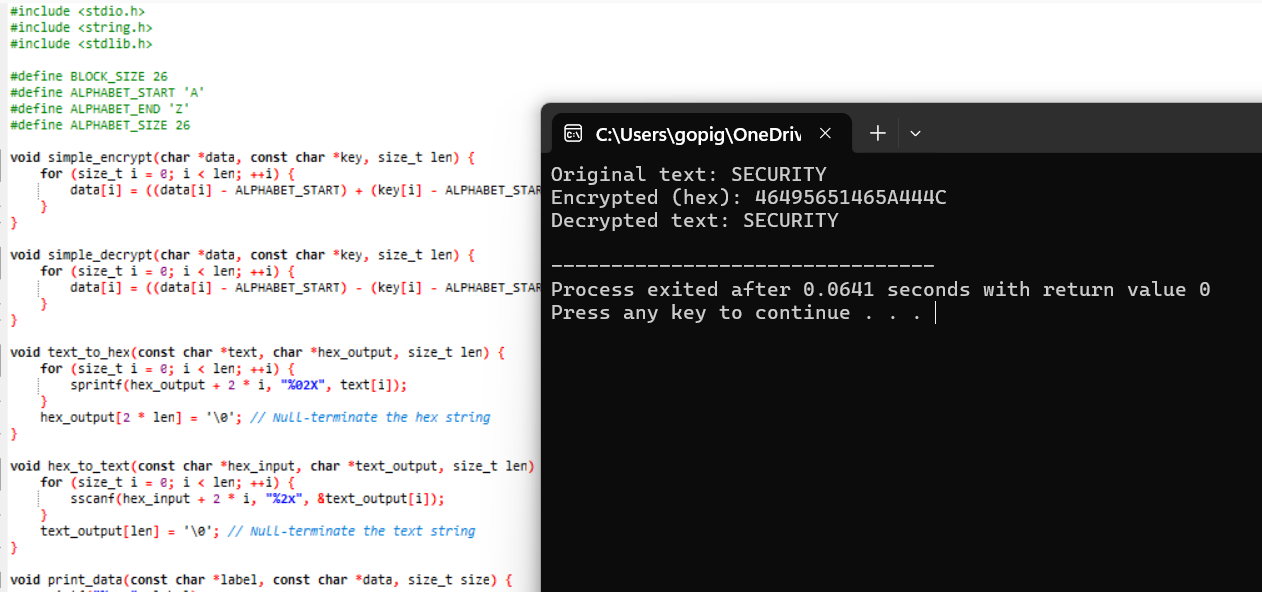 #include <stdio.h>
#include <string.h>
#include <stdlib.h>
#define BLOCK_SIZE 26
#define ALPHABET_START 'A'
#define ALPHABET_END 'Z'
#define ALPHABET_SIZE 26
void simple_encrypt(char *data, const char *key, size_t len) {
for (size_t i = 0; i < len; ++i) {
data[i] = ((data[i] - ALPHABET_START) + (key[i] - ALPHABET_STAR
}
}
void simple_decrypt(char *data, const char *key, size_t len) {
for (size_t i = 0; i < len; ++i) {
data[i] = ((data[i] - ALPHABET_START) - (key[i] - ALPHABET_STAR
}
}
void text_to_hex(const char *text, char *hex_output, size_t len) {
for (size_t i = 0; i < len; ++i) {
sprintf(hex_output + 2 * i, "%02X", text[i]);
}
hex_output[2 * len] = '\0'; // Null-terminate the hex string
}
void hex_to_text(const char *hex_input, char *text_output, size_t len)
for (size_t i = 0; i < len; ++i) {
sscanf(hex_input + 2 * i, "%2x", &text_output[i]);
}
text_output[len] = '\0'; // Null-terminate the text string
}
void print_data(const char *label, const char *data, size_t size) {
C:\Users\gopig\OneDriv
Original text: SECURITY
Encrypted (hex): 46495651465A444C
Decrypted text: SECURITY
--------------------------------
Process exited after 0.0641 seconds with return value 0
Press any key to continue . . .